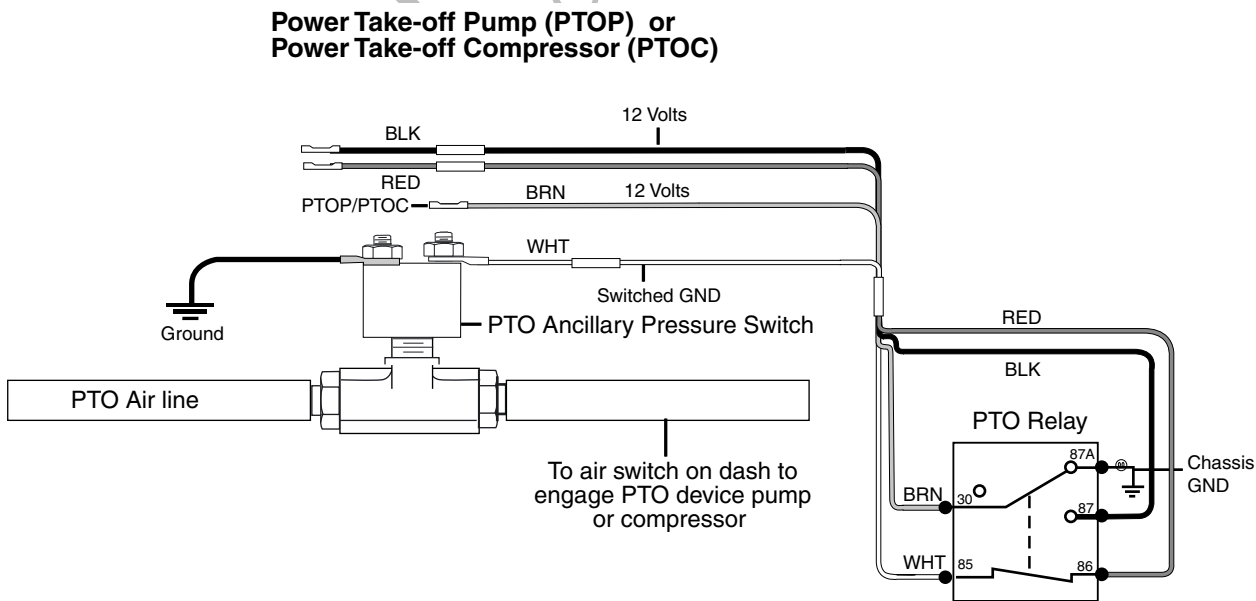 Power Take-off Pump (PTOP) or
Power Take-off Compressor (PTOC)
12 Volts
BLK
RED
BRN
12 Volts
PTOP/PTOC
WHT
Switched GND
Ground
PTO Ancillary Pressure Switch
RED
BLK
PTO Air line
PTO Relay
To air switch on dash to
engage PTO device pump
or compressor
87A
Chassis
GND
BRN
30
87
WHT
85
86